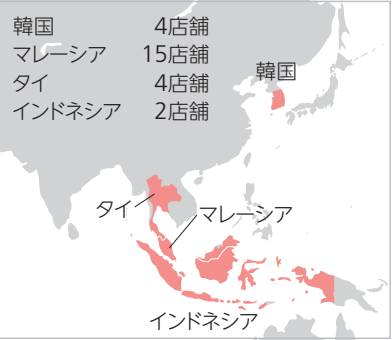 韓国 4店舗
マレーシア 15店舗
タイ 4店舗
インドネシア 2店舗
韓国
タイ
マレーシア
インドネシア